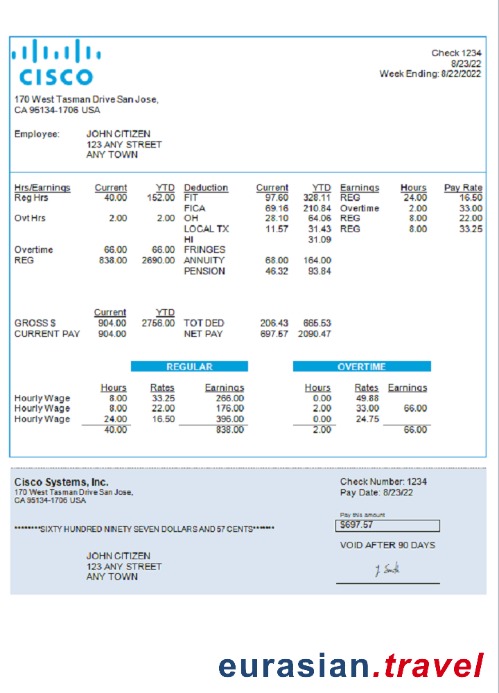 CISCO
Check 1234
8/23/22
Week Ending: 8/22/2022
170 West Tasman Drive San Jose,
CA 95134-1706 USA
Employee: JOHN CITIZEN
123 ANY STREET
ANY TOWN
Hrs/Earnings Current YTD Deduction Current YTD Earnings Hours Pay Rate
Reg Hrs 40.00 152.00 FIT 97.60 328.11 REG 24.00 16.50
FICA 69.16 210.84 Overtime 2.00 33.00
Ovt Hrs 2.00 2.00 OH 28.10 64.06 REG 8.00 22.00
LOCAL TX 11.57 31.43 REG 8.00 33.25
HI 31.09
Overtime 66.00 66.00 FRINGES
REG 838.00 2690.00 ANNUITY 68.00 164.00
PENSION 46.32 93.84
Current YTD
GROSS $ 904.00 2756.00 TOT DED 206.43 665.53
CURRENT PAY 904.00 NET PAY 697.57 2090.47
REGULAR OVERTIME
Hours Rates Earnings Hours Rates Earnings
Hourly Wage 8.00 33.25 266.00 0.00 49.88
Hourly Wage 8.00 22.00 176.00 2.00 33.00 66.00
Hourly Wage 24.00 16.50 396.00 0.00 24.75
40.00 838.00 2.00 66.00
Cisco Systems, Inc.
170 West Tasman Drive San Jose,
CA 95134-1706 USA
Check Number: 1234
Pay Date: 8/23/22
Pay this amount
$697.57
********SIXTY HUNDRED NINETY SEVEN DOLLARS AND 57 CENTS*******
VOID AFTER 90 DAYS
JOHN CITIZEN
123 ANY STREET
ANY TOWN
J. Smith
eurasian.travel